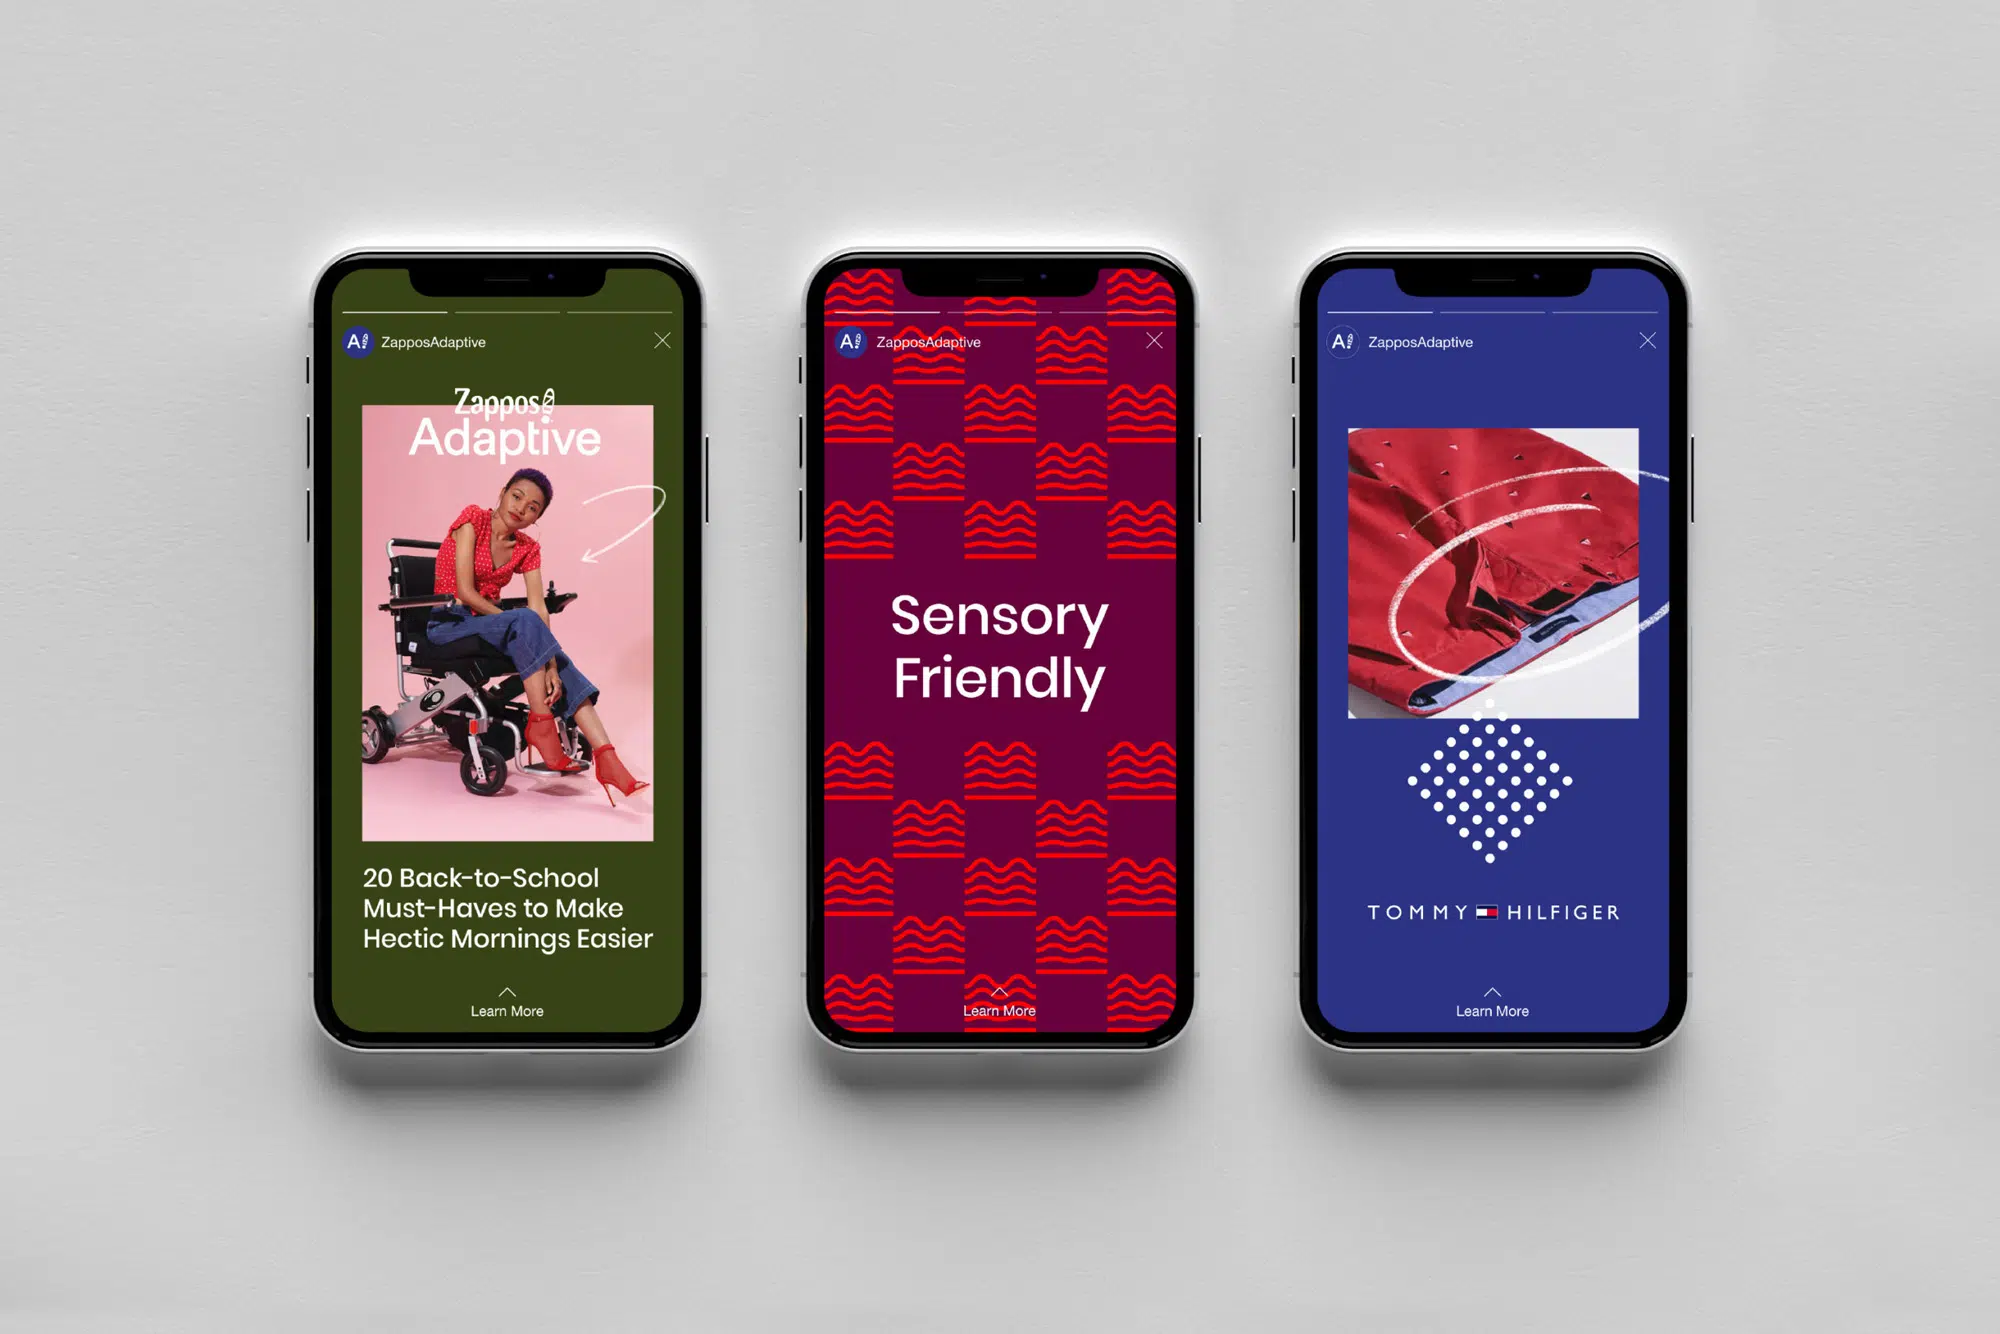 A!
ZapposAdaptive
Zappos
Adaptive
20 Back-to-School
Must-Haves to Make
Hectic Mornings Easier
Learn More
A!
ZapposAdaptive
Sensory
Friendly
Learn More
A!
ZapposAdaptive
TOMMY HILFIGER
Learn More